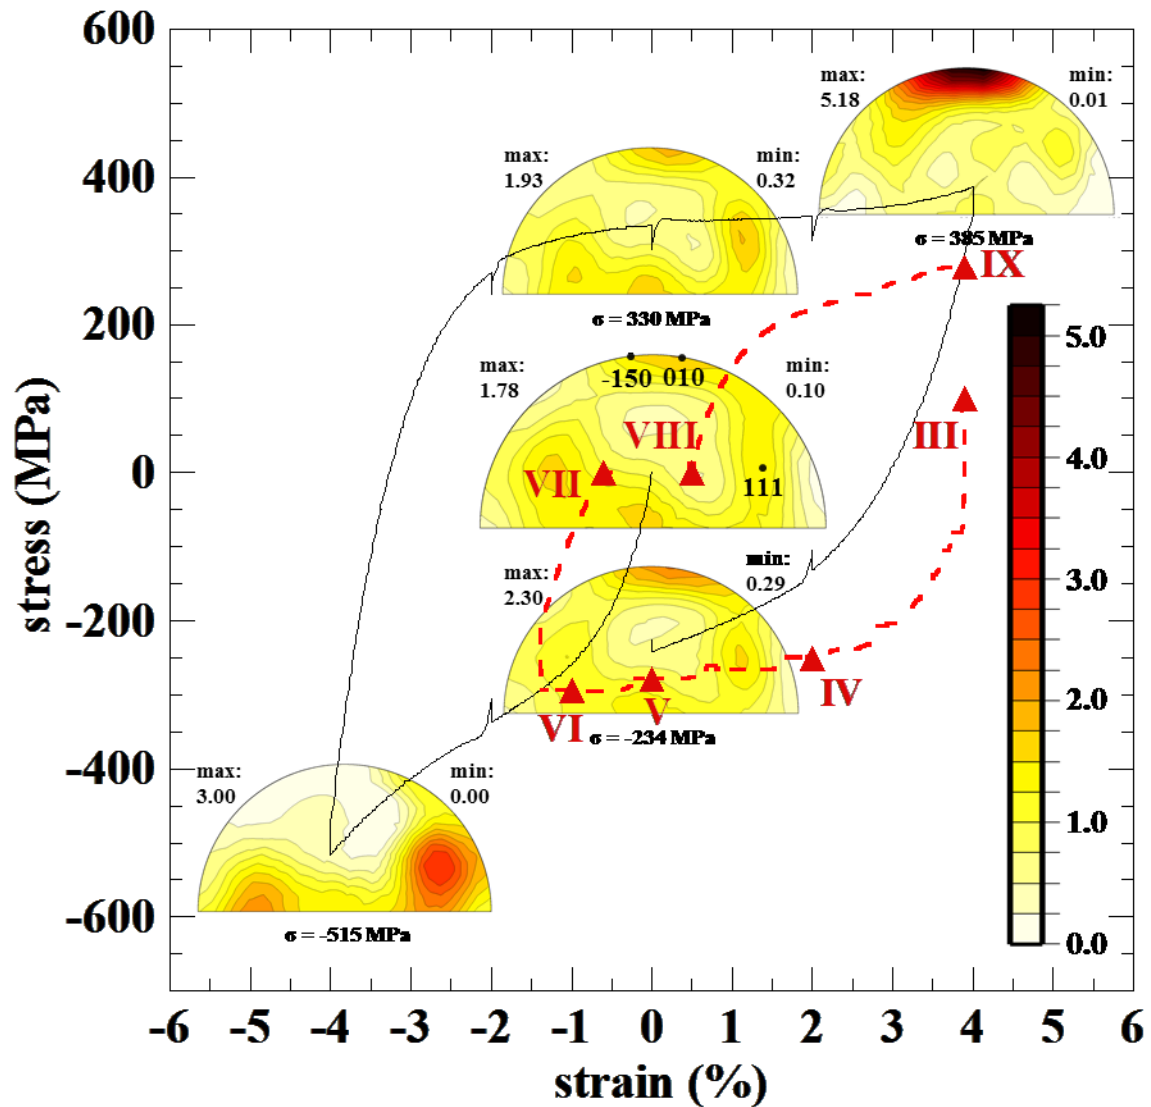 600
max:
5.18
min:
0.01
max:
1.93
min:
0.32
400
σ = 385 MPa
IX
σ = 330 MPa
200
5.0
max:
1.78
-150 010
min:
0.10
III
VIII
4.0
stress (MPa)
0
VII
111
max:
2.30
min:
0.29
3.0
-200
IV
2.0
VI
V
σ = -234 MPa
-400
max:
3.00
min:
0.00
1.0
-600
σ = -515 MPa
0.0
-6 -5 -4 -3 -2 -1 0 1 2 3 4 5 6
strain (%)